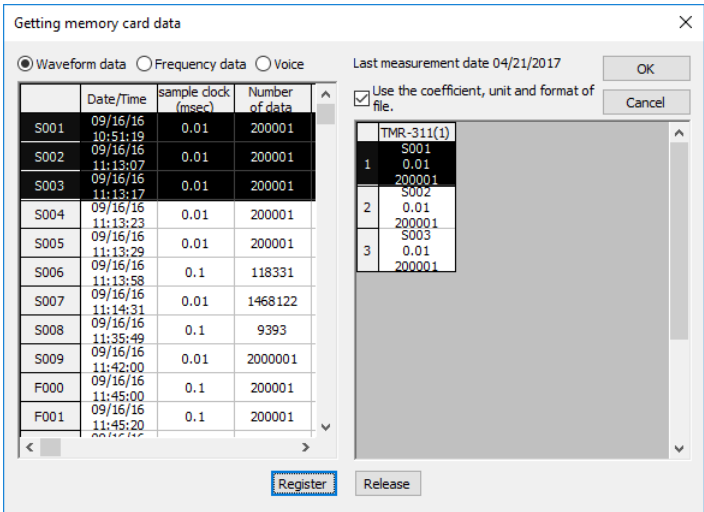 Getting memory card data
Waveform data Frequency data Voice
Last measurement date 04/21/2017
OK
Use the coefficient, unit and format of
file.
Cancel
Date/Time sample clock (msec) Number of data
S001 09/16/16 10:51:19 0.01 200001
S002 09/16/16 11:13:07 0.01 200001
S003 09/16/16 11:13:17 0.01 200001
S004 09/16/16 11:13:23 0.01 200001
S005 09/16/16 11:13:29 0.01 200001
S006 09/16/16 11:13:58 0.1 118331
S007 09/16/16 11:14:31 0.01 1468122
S008 09/16/16 11:35:49 0.1 9393
S009 09/16/16 11:42:00 0.01 2000001
F000 09/16/16 11:45:00 0.1 200001
F001 09/16/16 11:45:20 0.1 200001
TMR-311(1)
1 S001 0.01 200001
2 S002 0.01 200001
3 S003 0.01 200001
Register
Release